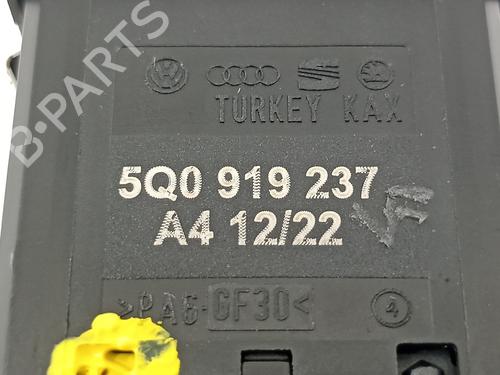 TURKEY KAX
5Q0 919 237
A4 12/22
>PA6-GF30<
4
B-PARTS